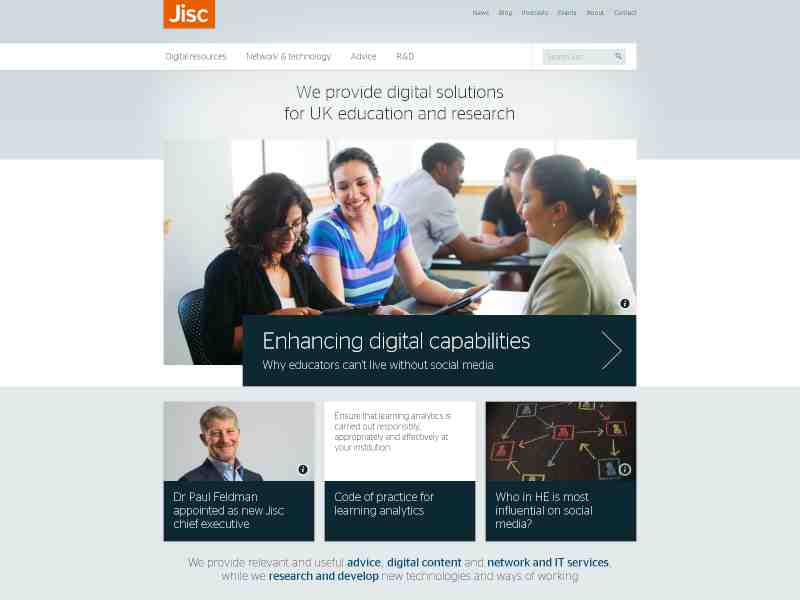 Jisc
News Blog Podcasts Events About Contact
Digital resources Network & technology Advice R&D
Search Jisc
We provide digital solutions
for UK education and research
Enhancing digital capabilities
Why educators can't live without social media
Ensure that learning analytics is
carried out responsibly,
appropriately and effectively at
your institution
Dr Paul Feldman
appointed as new Jisc
chief executive
Code of practice for
learning analytics
Who in HE is most
influential on social
media?
We provide relevant and useful advice, digital content and network and IT services,
while we research and develop new technologies and ways of working